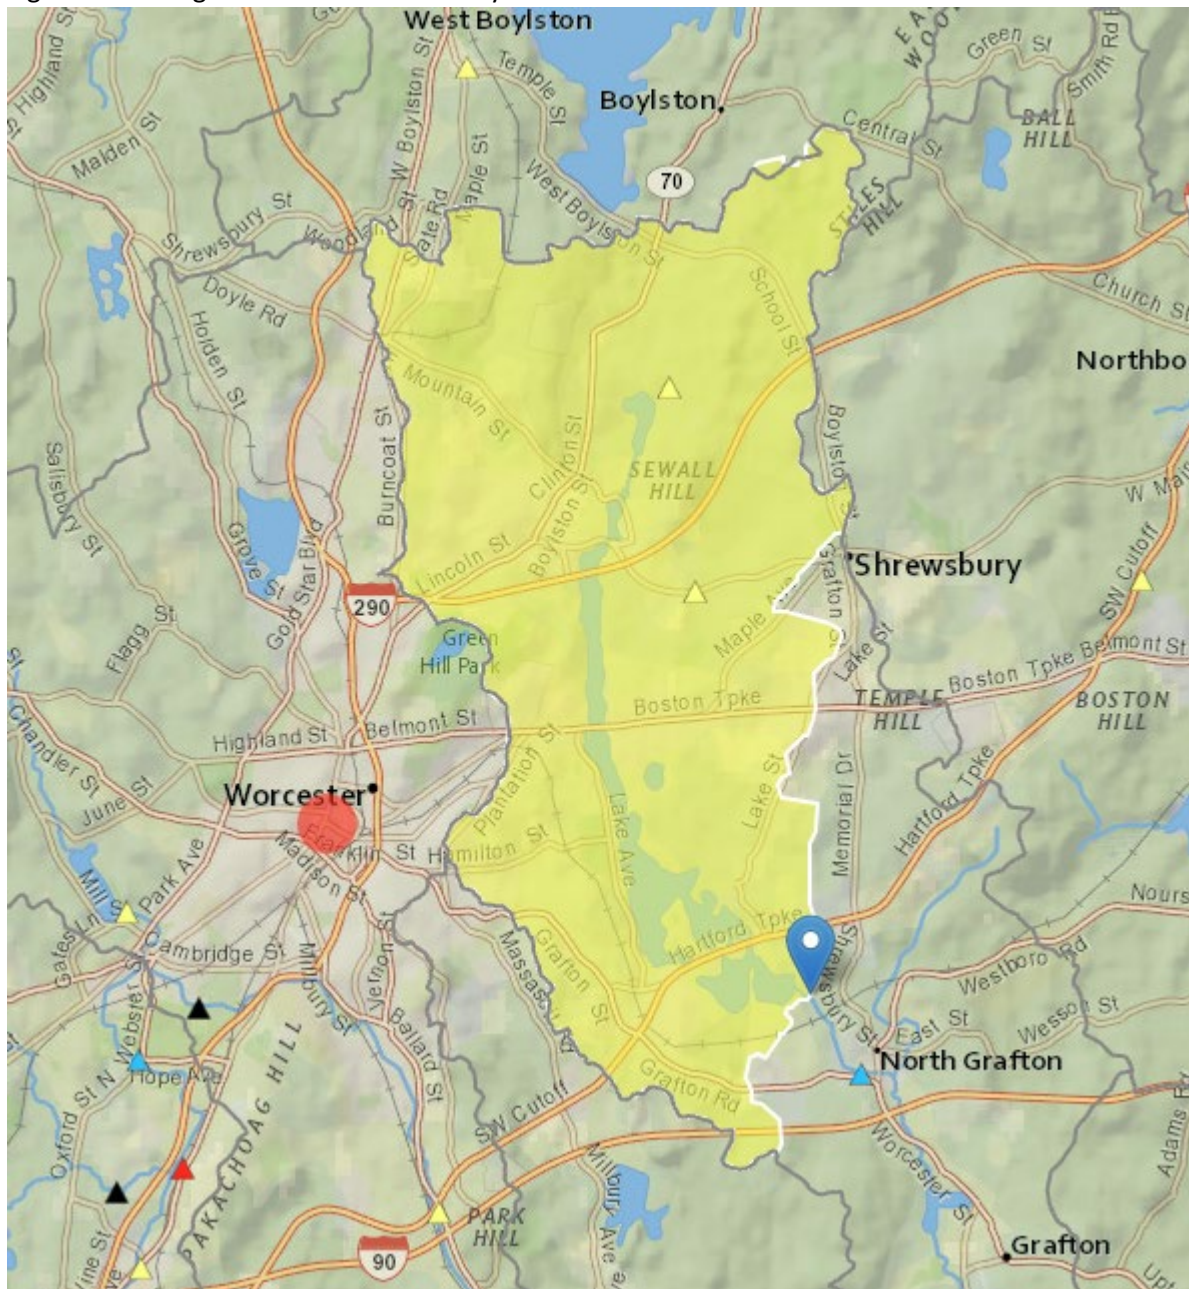 West Boylston
Green St
Smith Rd
Highland St
Temple St
Boylston
Central St
BALL
HILL
Malden St
W Boylston St
Maple St
70
West Boylston St
STILES
HILL
Shrewsbury St
Woodland St
Gate Rd
Doyle Rd
School St
Church St
Northbo
Holden St
Mountain St
Burncoat St
Boylston St
Salisbury St
Clinton St
SEWALL
HILL
W Main
Grove St
Gold Star Blvd
Lincoln St
Boylston St
Shrewsbury
SW Cutoff
290
Maple Ave
Grafton St
Flagg St
Green
Hill Park
Lake St
Boston Tpke
Boston Tpke
Belmont St
TEMPLE
HILL
BOSTON
HILL
Chandler St
Highland St
Belmont St
Plantation St
Worcester
June St
Lake Ave
Lake St
Memorial Dr
Hartford Tpke
Franklin St
Hamilton St
Madison St
Park Ave
Mill St
Nours
Gates Ln
Cambridge St
Vernon St
Grafton St
Hartford Tpke
Shrewsbury St
Westboro Rd
Webster St
Millbury St
Ballard St
East St
Wesson St
North Grafton
Hope Ave
Oxford St N
Grafton Rd
SW Cutoff
PAKACHOAG HILL
Worcester St
Adams Rd
Millbury Ave
PARK
HILL
90
Grafton
Upt